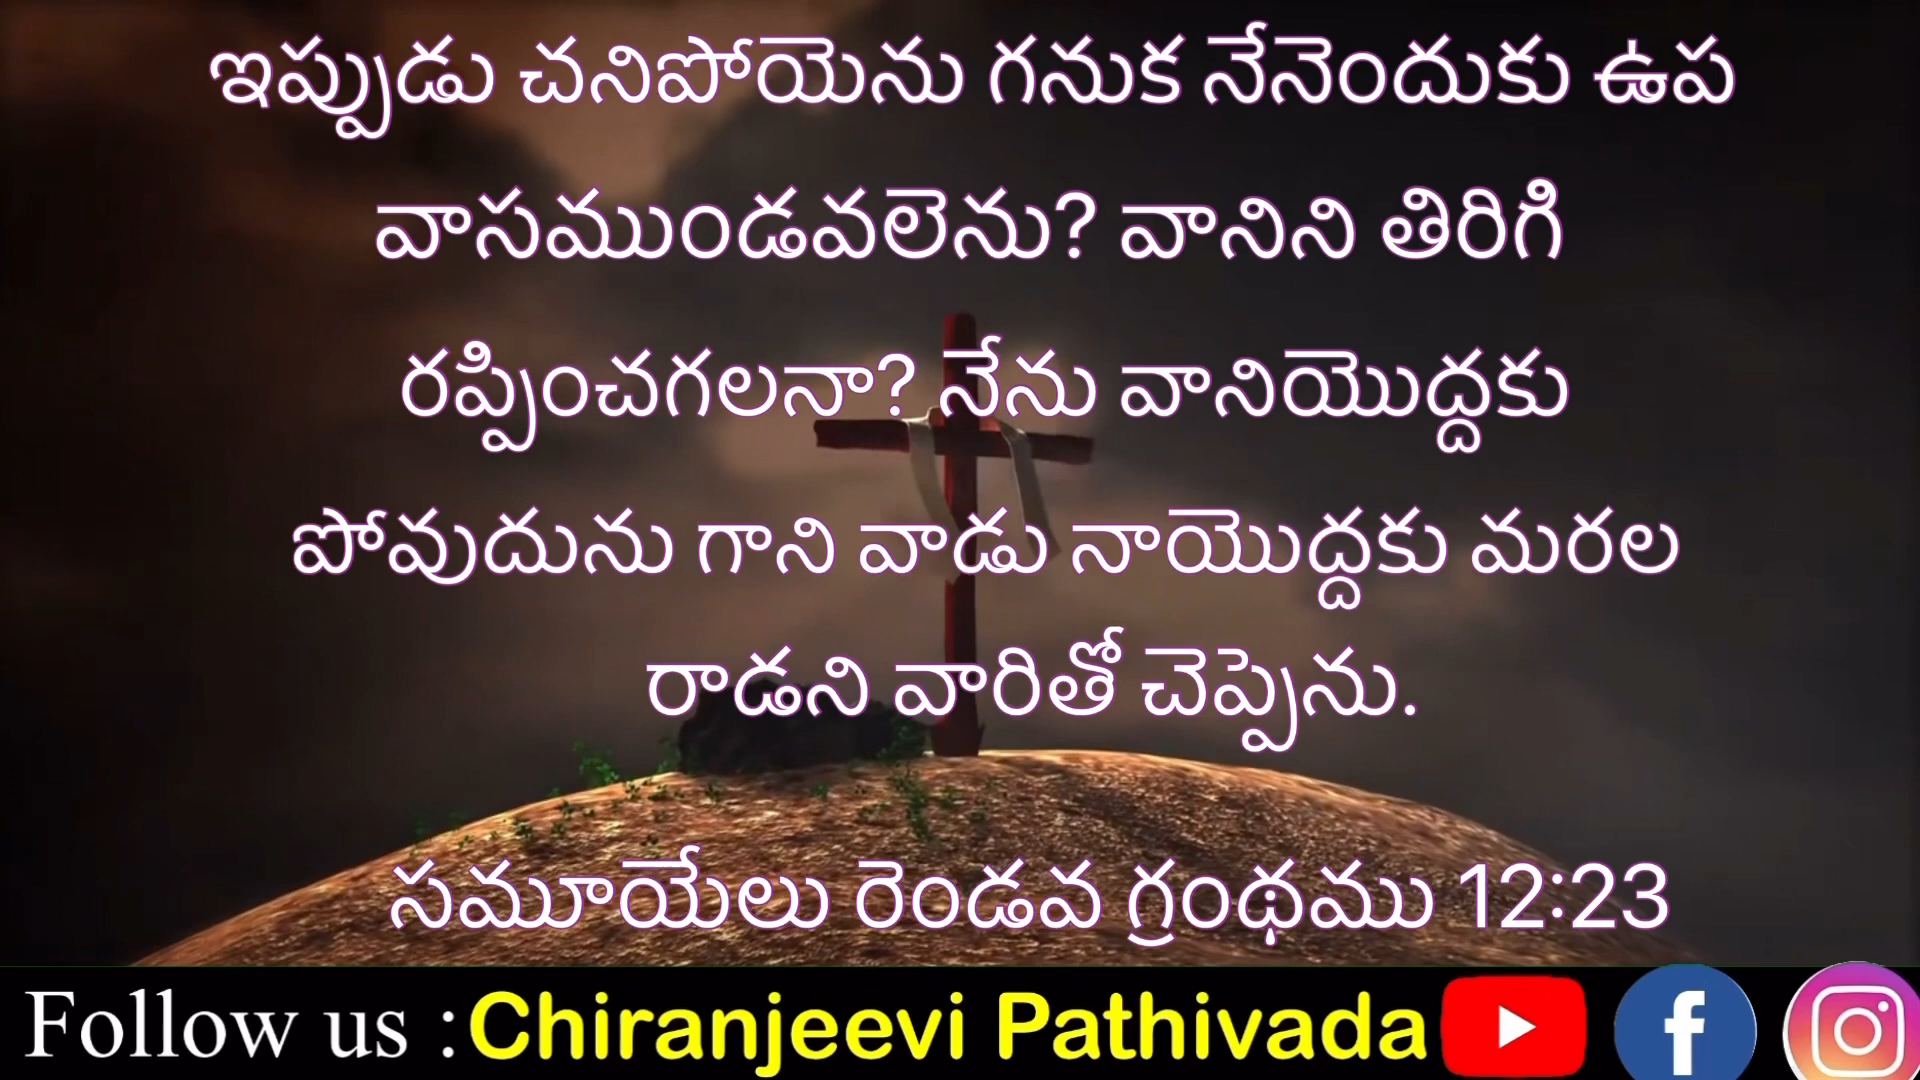 ఇప్పుడు చనిపోయెను గనుక నేనెందుకు ఉప
వాసముండవలెను? వానిని తిరిగి
రప్పించగలనా? నేను వానియొద్దకు
పోవుదును గాని వాడు నాయొద్దకు మరల
రాడని వారితో చెప్పెను.
సమూయేలు రెండవ గ్రంథము 12:23
Follow us :Chiranjeevi Pathivada